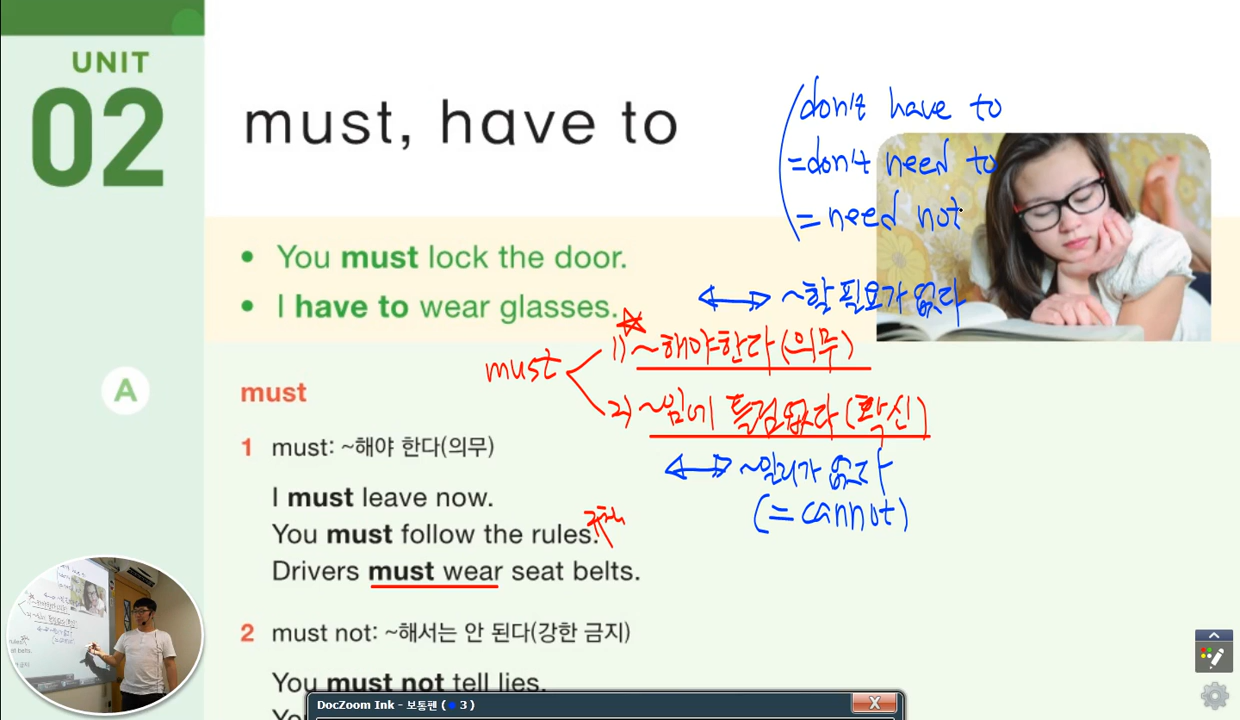 UNIT
02
must, have to
don't have to
=don't need to
= need not
• You must lock the door.
• I have to wear glasses.
↔ ~할 필요가 없다
must
1) ~해야한다 (의무)
2) ~임에 틀림없다 (확신)
↔ ~일리가 없다
(= cannot)
A
must
1 must: ~해야 한다(의무)
I must leave now.
You must follow the rules.
규칙
Drivers must wear seat belts.
2 must not: ~해서는 안 된다(강한 금지)
You must not tell lies.
DocZoom Ink - 보통펜 ( 3 )
X